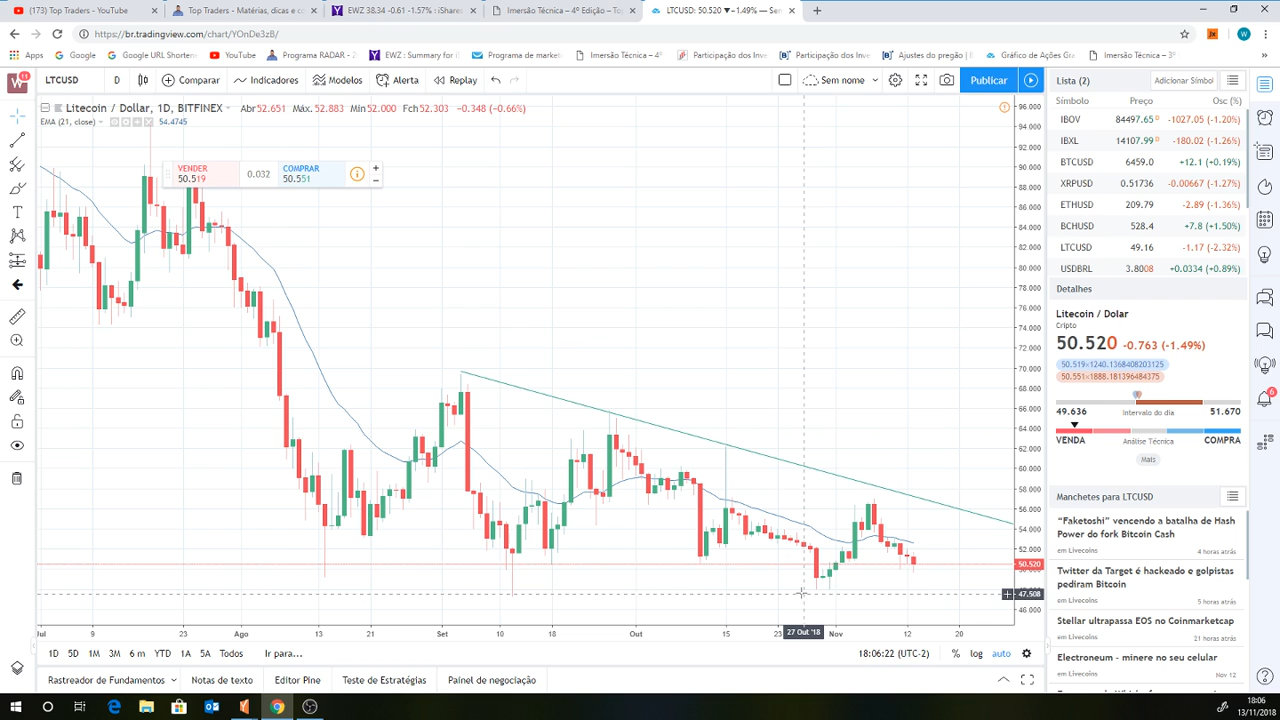 (173) Top Traders - YouTube
Top Traders - Matérias, dicas e co
EWZ 38.34 -0.61 -1.57% : iShares
Imersão Técnica – 4º Edição – Top
LTCUSD: 50.520 ▼−1.49% — Sem
https://br.tradingview.com/chart/YOnDe3z8/
Apps
Google
Google URL Shortene
YouTube
Programa RADAR - 20
EWZ : Summary for iS
Programa de market
Imersão Técnica – 4º
Participação dos Inve
Banco dos
Participação dos Inve
Ajustes do pregão |
Gráfico de Ações Gra
Imersão Técnica – 3º
LTCUSD
D
Comparar
Indicadores
Modelos
Alerta
Replay
Sem nome
Publicar
Litecoin / Dollar, 1D, BITFINEX
Abr52.651 Máx.52.883 Mín52.000 Fch52.303 −0.348 (−0.66%)
EMA (21, close)
54.4745
VENDER
50.519
0.032
COMPRAR
50.551
96.000
94.000
92.000
90.000
88.000
86.000
84.000
82.000
80.000
78.000
76.000
74.000
72.000
70.000
68.000
66.000
64.000
62.000
60.000
58.000
56.000
54.000
52.000
50.520
47.508
46.000
Jul
9
23
Ago
13
21
Set
10
18
Out
15
23
27 Out '18
Nov
12
20
1D
5D
1M
3M
6 m
YTD
1A
5A
Todos
Ir para...
18:06:22 (UTC-2)
%
log
auto
Rastreador de Fundamentos
Notas de texto
Editor Pine
Teste de Estratégias
Painel de negociação
Lista (2)
Adicionar Símbol
Símbolo Preço Osc (%)
IBOV 84497.65 -1027.05 (-1.20%)
IBXL 14107.99 -180.02 (-1.26%)
BTCUSD 6459.0 +12.1 (+0.19%)
XRPUSD 0.51736 -0.00667 (-1.27%)
ETHUSD 209.79 -2.89 (-1.36%)
BCHUSD 528.4 +7.8 (+1.50%)
LTCUSD 49.16 -1.17 (-2.32%)
USDBRL 3.8008 +0.0334 (+0.89%)
Detalhes
Litecoin / Dolar
Cripto
50.520 -0.763 (-1.49%)
50.519×1240.1368408203125
50.551×1888.181396484375
49.636 Intervalo do dia 51.670
VENDA Análise Técnica COMPRA
Mais
Manchetes para LTCUSD
“Faketoshi” vencendo a batalha de Hash
Power do fork Bitcoin Cash
em Livecoins 4 horas atrás
Twitter da Target é hackeado e golpistas
pediram Bitcoin
em Livecoins 5 horas atrás
Stellar ultrapassa EOS no Coinmarketcap
em Livecoins 21 horas atrás
Electroneum - minere no seu celular
em Livecoins Nov 12
18:06
13/11/2018